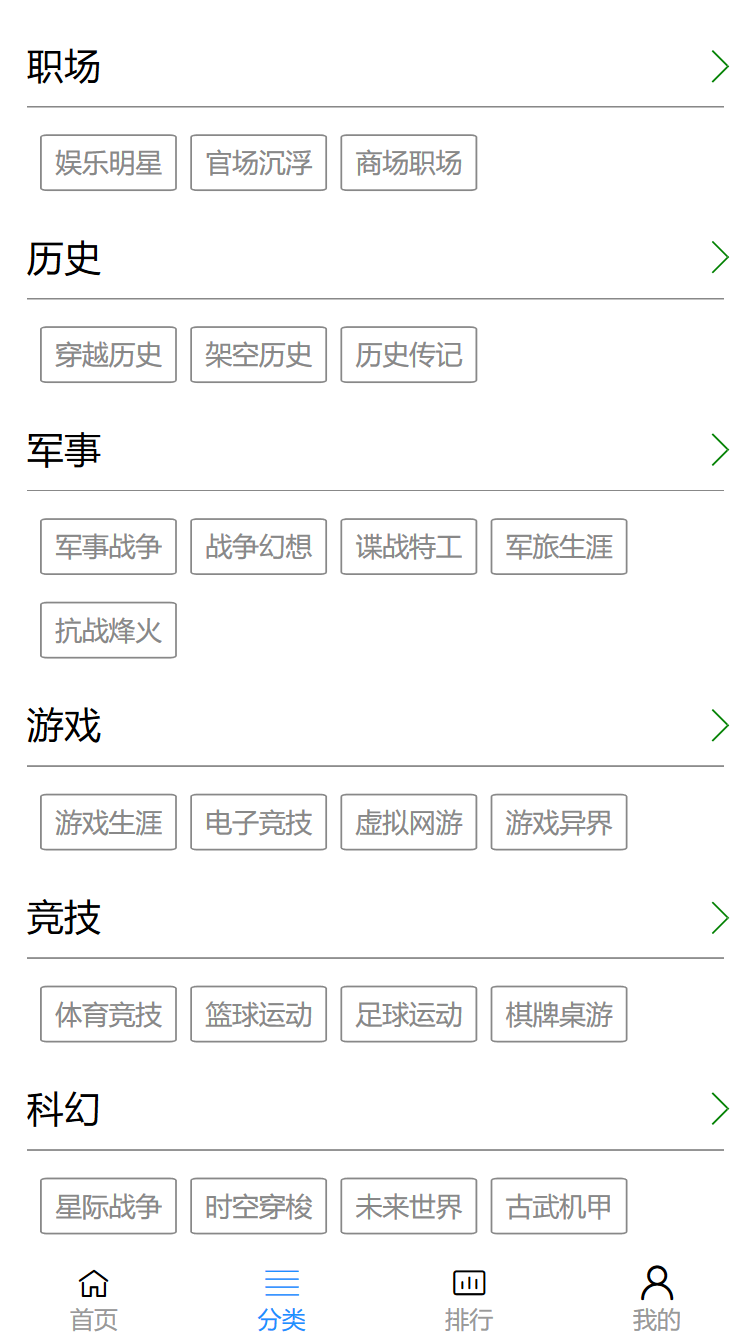 职场
娱乐明星 官场沉浮 商场职场
历史
穿越历史 架空历史 历史传记
军事
军事战争 战争幻想 谍战特工 军旅生涯
抗战烽火
游戏
游戏生涯 电子竞技 虚拟网游 游戏异界
竞技
体育竞技 篮球运动 足球运动 棋牌桌游
科幻
星际战争 时空穿梭 未来世界 古武机甲
首页 分类 排行 我的